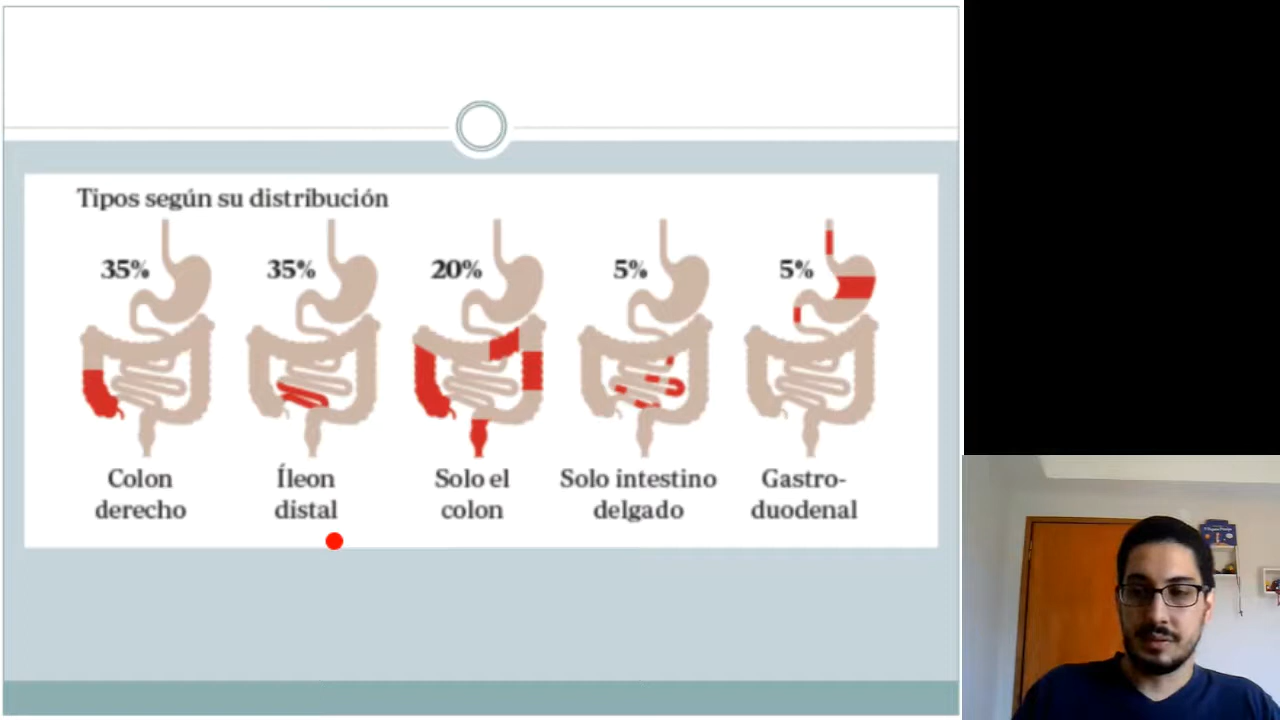 Tipos según su distribución
35%
35%
20%
5%
5%
Colon
derecho
Íleon
distal
Solo el
colon
Solo intestino
delgado
Gastro-
duodenal